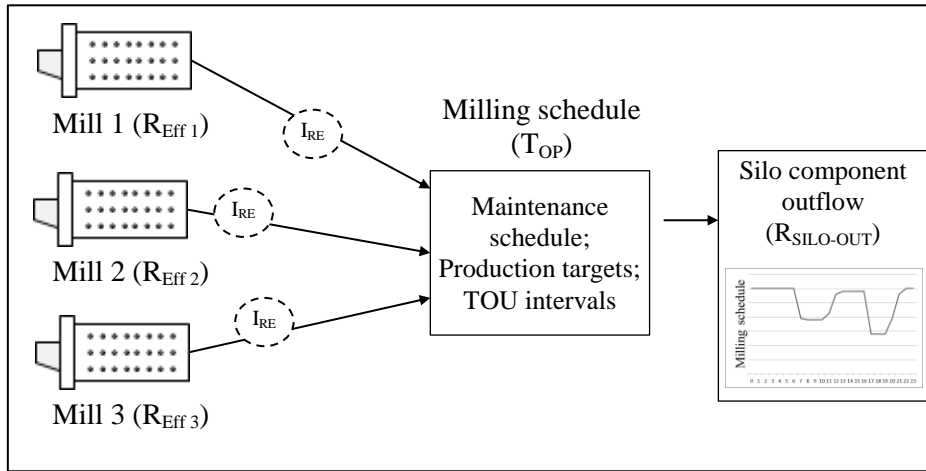 Mill 1 (R_Eff 1)
I_RE
Mill 2 (R_Eff 2)
I_RE
Mill 3 (R_Eff 3)
I_RE
Milling schedule
(T_OP)
Maintenance
schedule;
Production targets;
TOU intervals
Silo component
outflow
(R_SILO-OUT)
Milling schedule
0 1 2 3 4 5 6 7 8 9 10 11 12 13 14 15 16 17 18 19 20 21 22 23